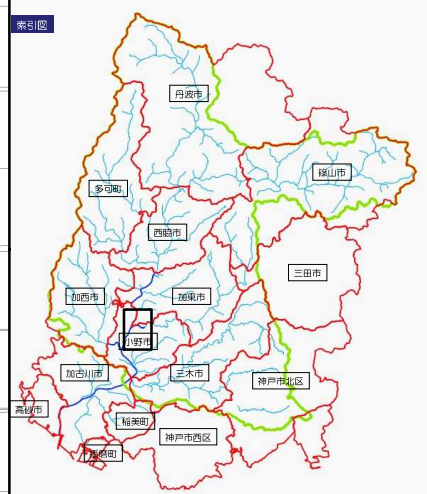 索引図
丹波市
篠山市
多可町
西脇市
三田市
加西市
加東市
小野市
加古川市
三木市
神戸市北区
高砂市
稲美町
神戸市西区
播磨町